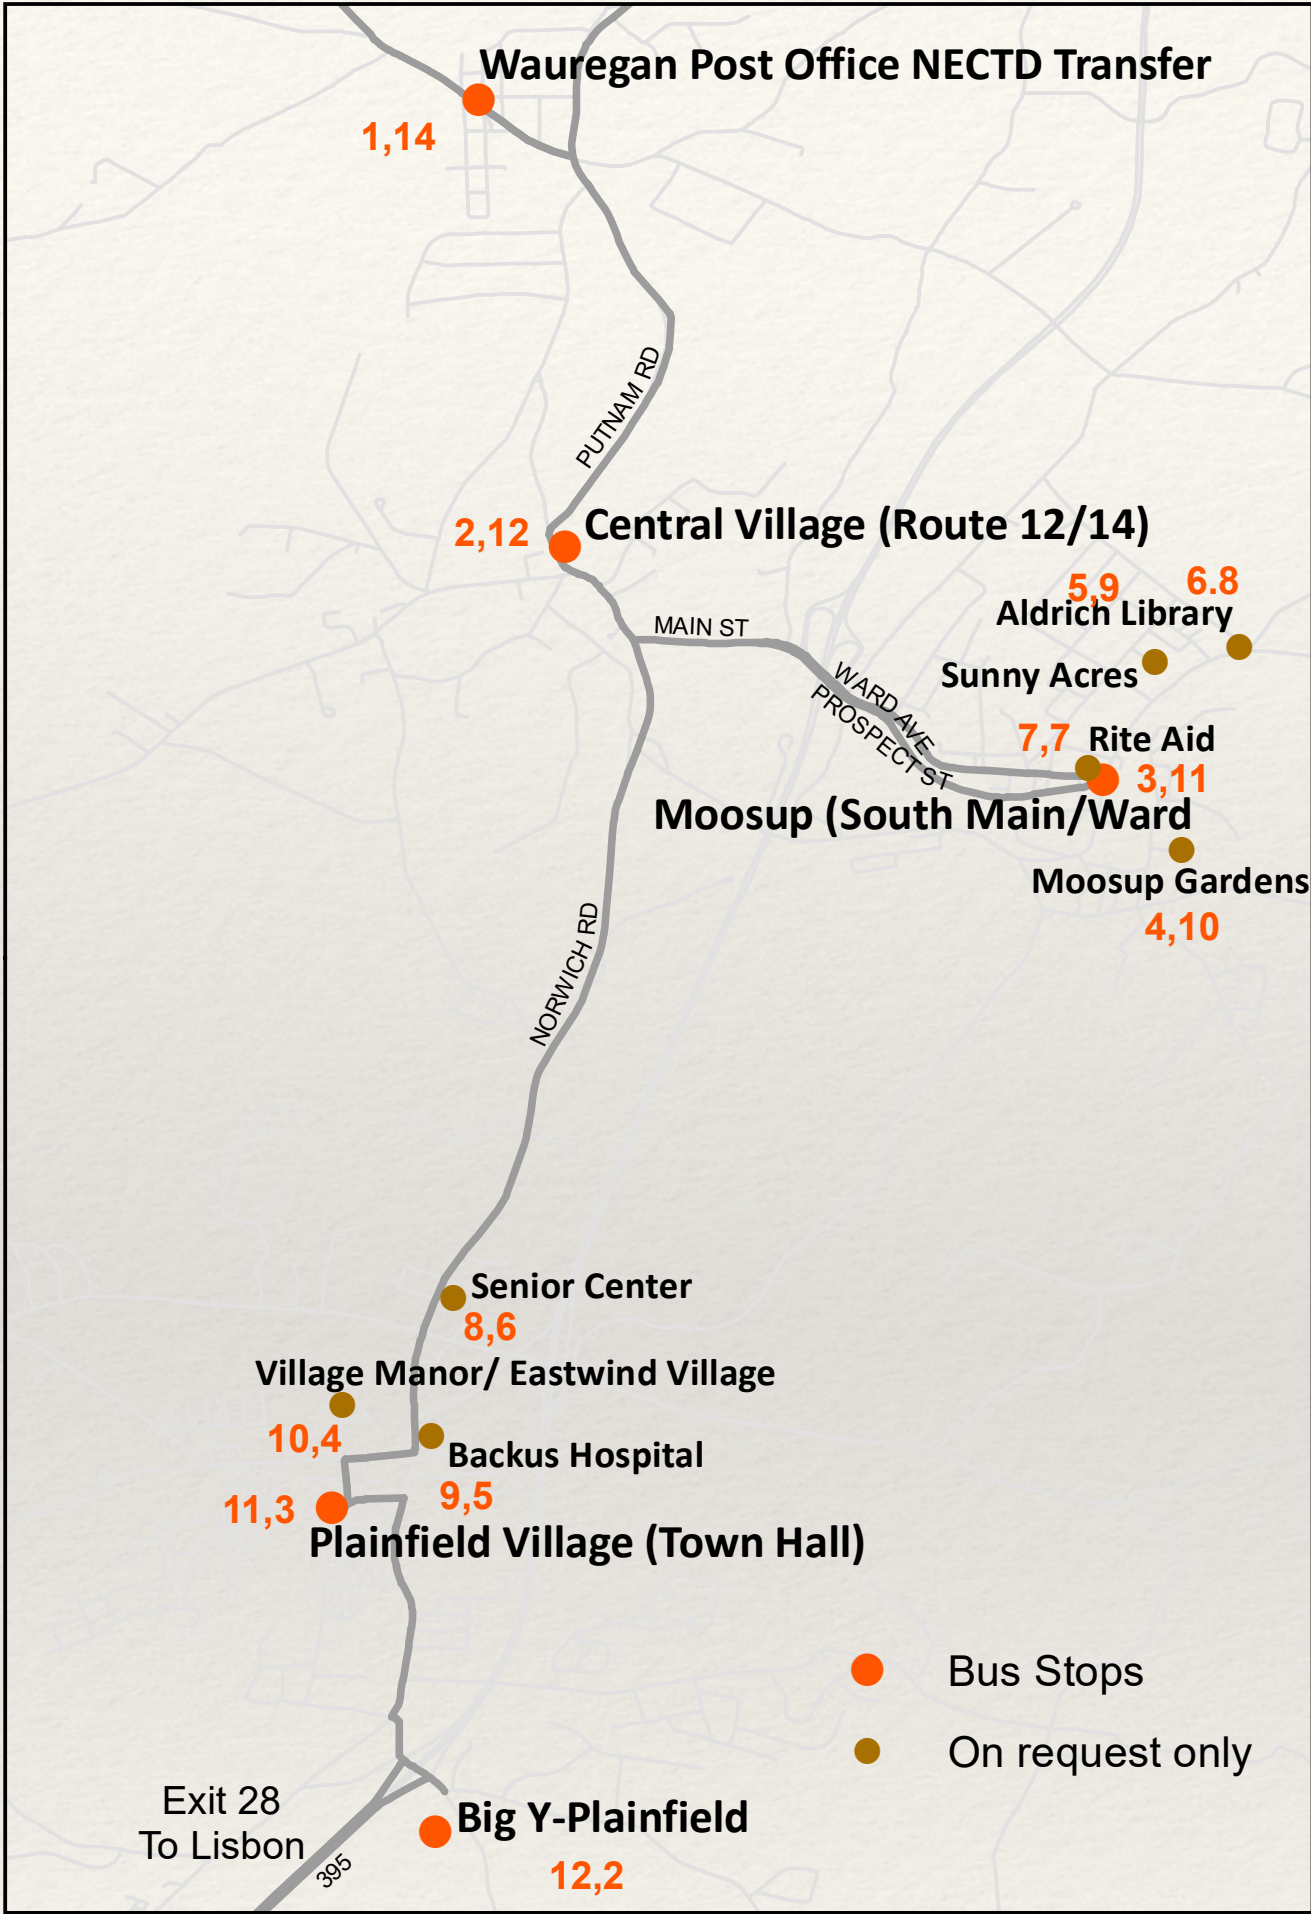 Wauregan Post Office NECTD Transfer
1,14
PUTNAM RD
2,12
Central Village (Route 12/14)
5,9
6.8
Aldrich Library
MAIN ST
Sunny Acres
WARD AVE
PROSPECT ST
7,7
Rite Aid
3,11
Moosup (South Main/Ward
Moosup Gardens
4,10
NORWICH RD
Senior Center
8,6
Village Manor/ Eastwind Village
10,4
Backus Hospital
9,5
11,3
Plainfield Village (Town Hall)
Bus Stops
On request only
Exit 28
To Lisbon
395
Big Y-Plainfield
12,2